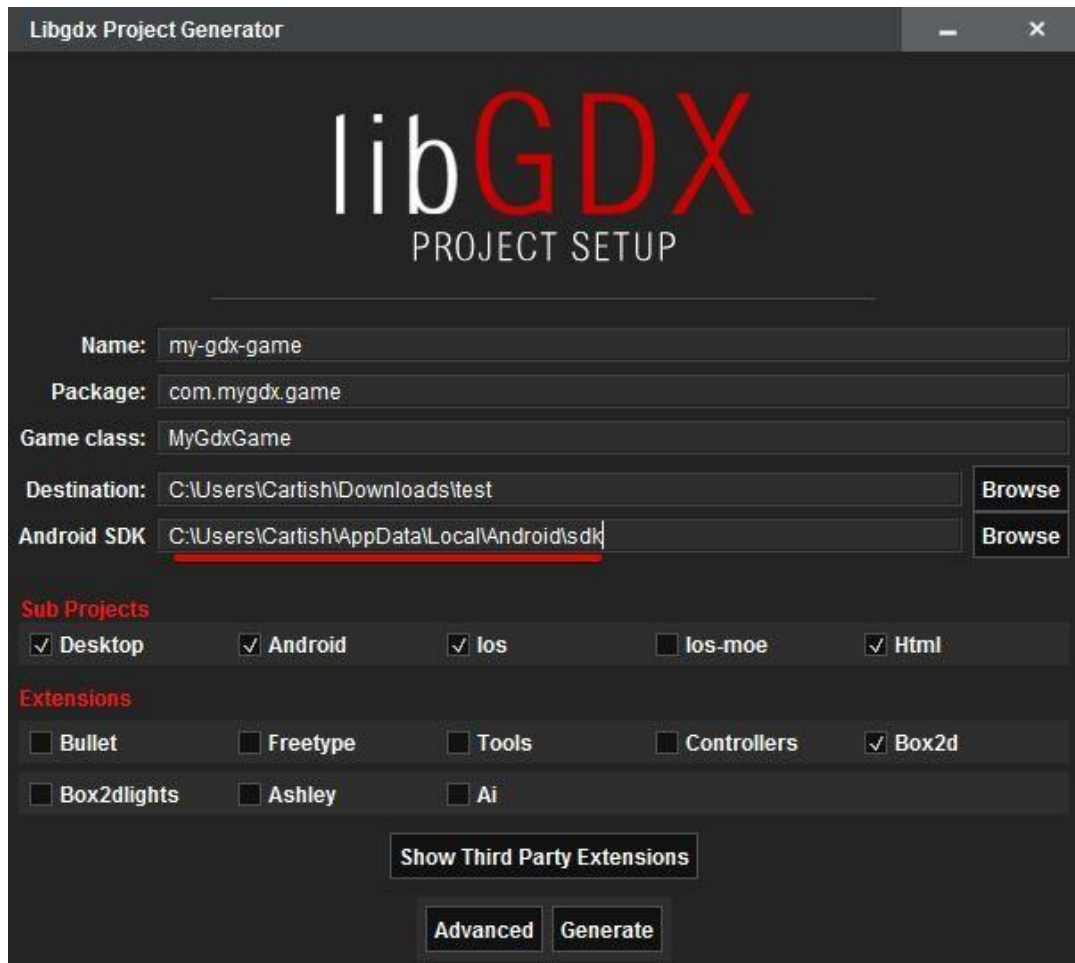 Libgdx Project Generator
libGDX
PROJECT SETUP
Name: my-gdx-game
Package: com.mygdx.game
Game class: MyGdxGame
Destination: C:\Users\Cartish\Downloads\test Browse
Android SDK C:\Users\Cartish\AppData\Local\Android\sdk Browse
Sub Projects
Desktop Android Ios Ios-moe Html
Extensions
Bullet Freetype Tools Controllers Box2d
Box2dlights Ashley Ai
Show Third Party Extensions
Advanced Generate